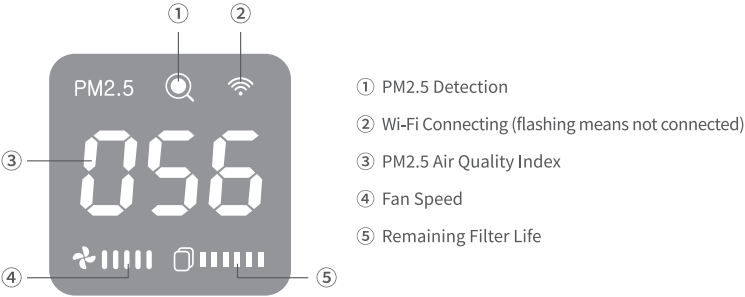 ① ②
PM2.5
③ 056
④ ⑤
① PM2.5 Detection
② Wi-Fi Connecting (flashing means not connected)
③ PM2.5 Air Quality Index
④ Fan Speed
⑤ Remaining Filter Life